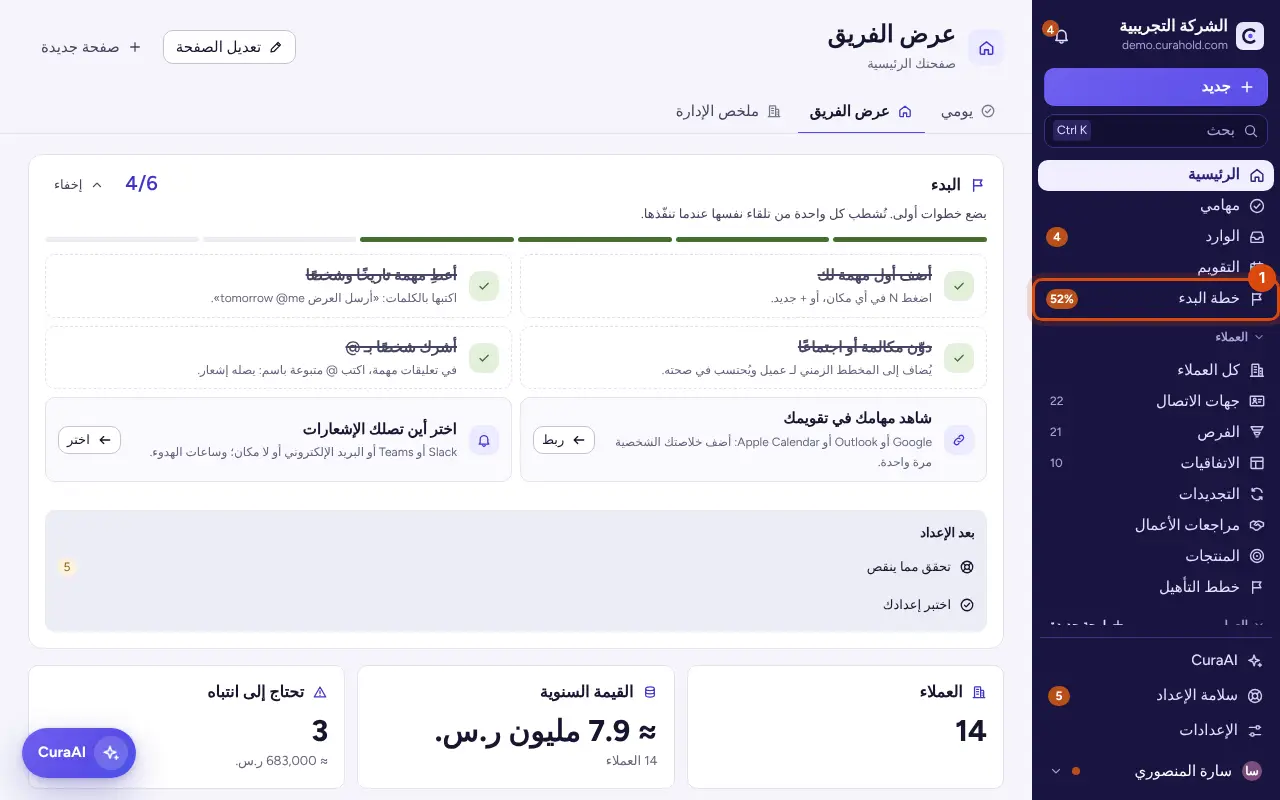 الشركة التجريبية
demo.curahold.com
4
جديد
بحث
Ctrl K
الرئيسية
مهامي
الوارد
4
التقويم
1
خطة البدء
52%
العملاء
كل العملاء
جهات الاتصال
22
الفرص
21
الاتفاقيات
10
التجديدات
مراجعات الأعمال
المنتجات
خطط التأهيل
CuraAI
سلامة الإعداد
5
الإعدادات
سا
سارة المنصوري
عرض الفريق
صفحتك الرئيسية
تعديل الصفحة
صفحة جديدة
يومي
عرض الفريق
ملخص الإدارة
البدء
4/6
إخفاء
بضع خطوات أولى. تُشطب كل واحدة من تلقاء نفسها عندما تنفّذها.
أضف أول مهمة لك
اضغط N في أي مكان، أو + جديد.
أعطِ مهمة تاريخًا وشخصًا
اكتبها بالكلمات: «أرسل العرض tomorrow @me».
دوّن مكالمة أو اجتماعًا
يُضاف إلى المخطط الزمني لـ عميل ويُحتسب في صحته.
أشرك شخصًا بـ @
في تعليقات مهمة، اكتب @ متبوعة باسم: يصله إشعار.
شاهد مهامك في تقويمك
Google أو Outlook أو Apple Calendar: أضف خلاصتك الشخصية مرة واحدة.
ربط
اختر أين تصلك الإشعارات
Slack أو Teams أو البريد الإلكتروني أو لا مكان؛ وساعات الهدوء.
اختر
بعد الإعداد
تحقق مما ينقص
5
اختبر إعدادك
العملاء
14
القيمة السنوية
≈ 7.9 مليون ر.س.
14 العملاء
تحتاج إلى انتباه
3
≈ 683,000 ر.س.
CuraAI